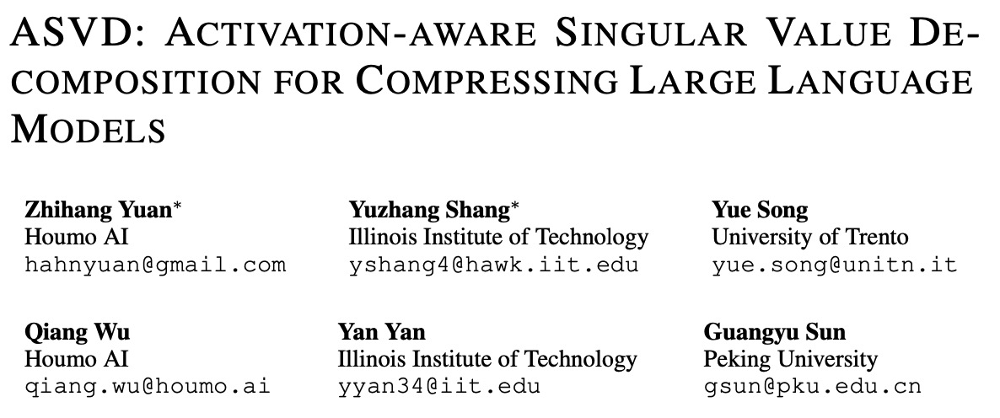 ASVD: ACTIVATION-AWARE SINGULAR VALUE DE-
COMPOSITION FOR COMPRESSING LARGE LANGUAGE
MODELS
Zhihang Yuan* Yuzhang Shang* Yue Song
Houmo AI Illinois Institute of Technology University of Trento
hahnyuan@gmail.com yshang4@hawk.iit.edu yue.song@unitn.it
Qiang Wu Yan Yan Guangyu Sun
Houmo AI Illinois Institute of Technology Peking University
qiang.wu@houmo.ai yyan34@iit.edu gsun@pku.edu.cn